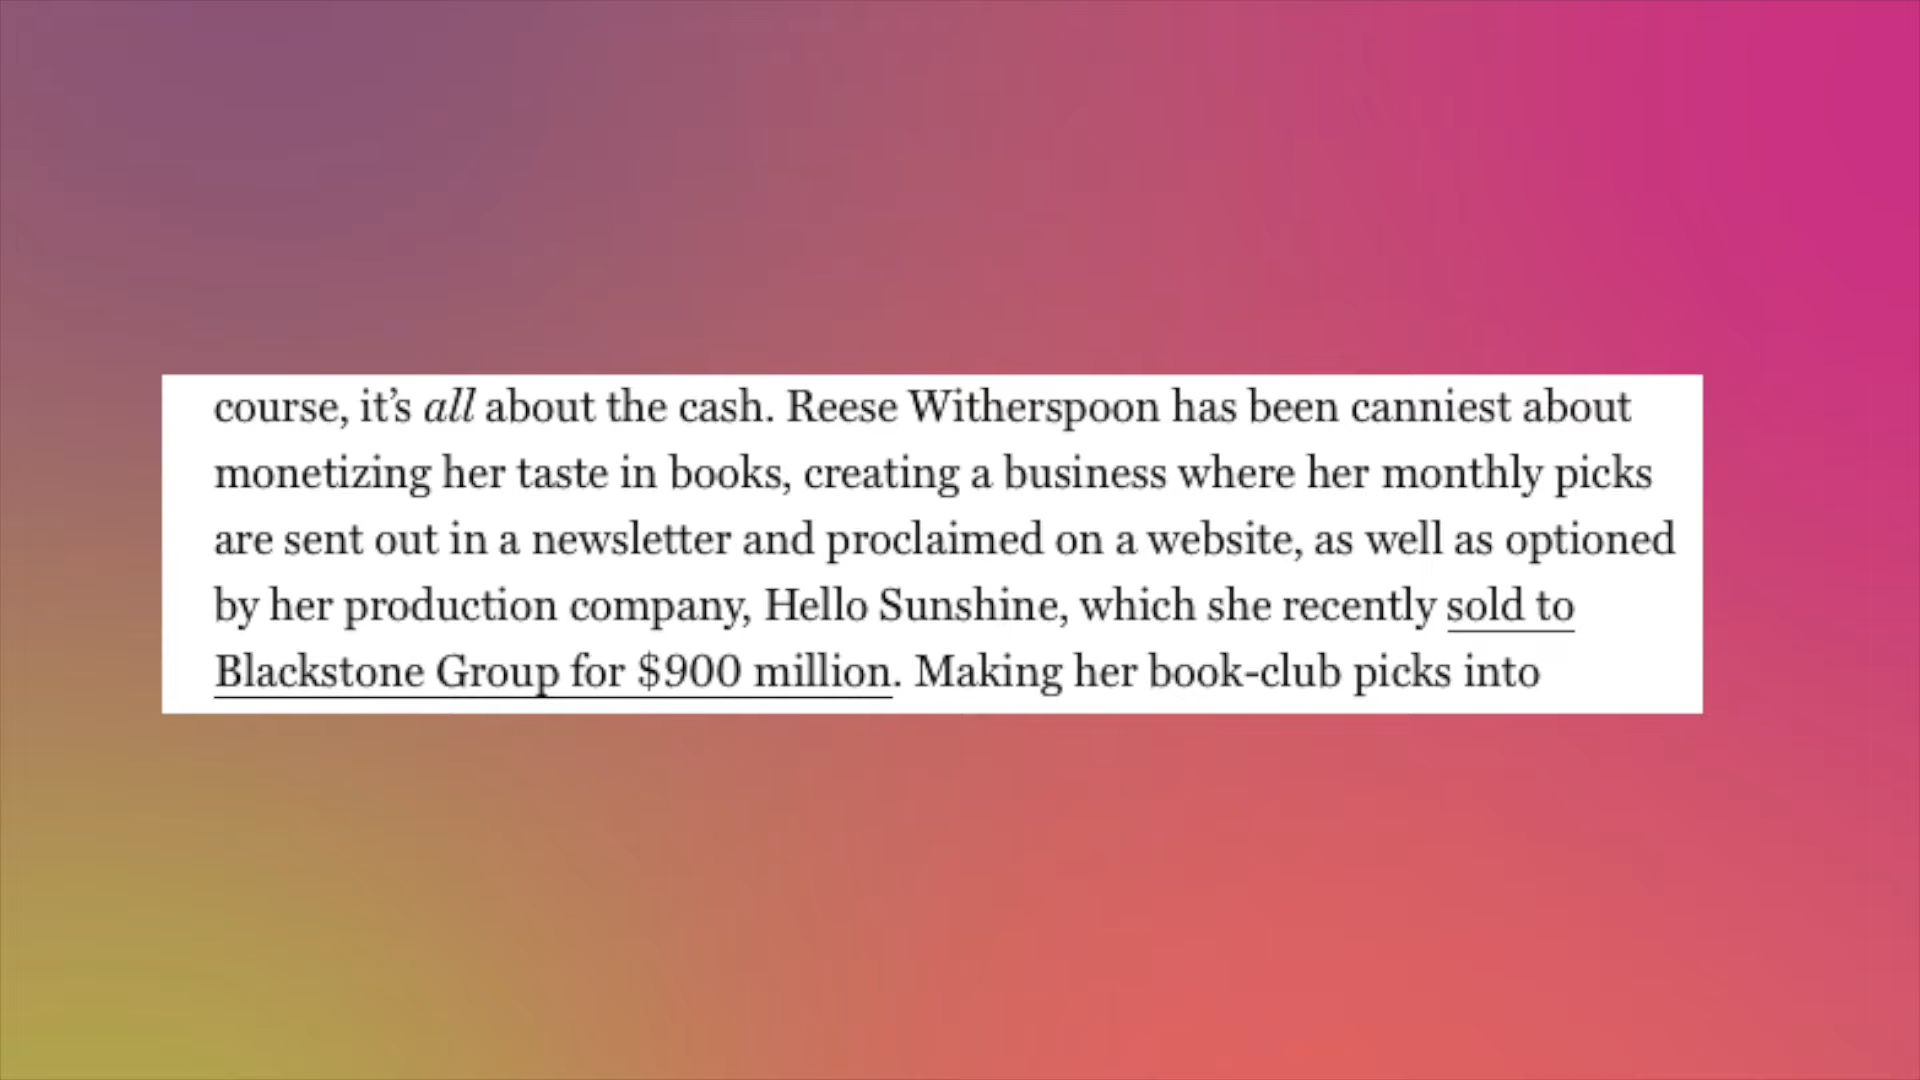 course, it’s all about the cash. Reese Witherspoon has been canniest about
monetizing her taste in books, creating a business where her monthly picks
are sent out in a newsletter and proclaimed on a website, as well as optioned
by her production company, Hello Sunshine, which she recently sold to
Blackstone Group for $900 million. Making her book-club picks into